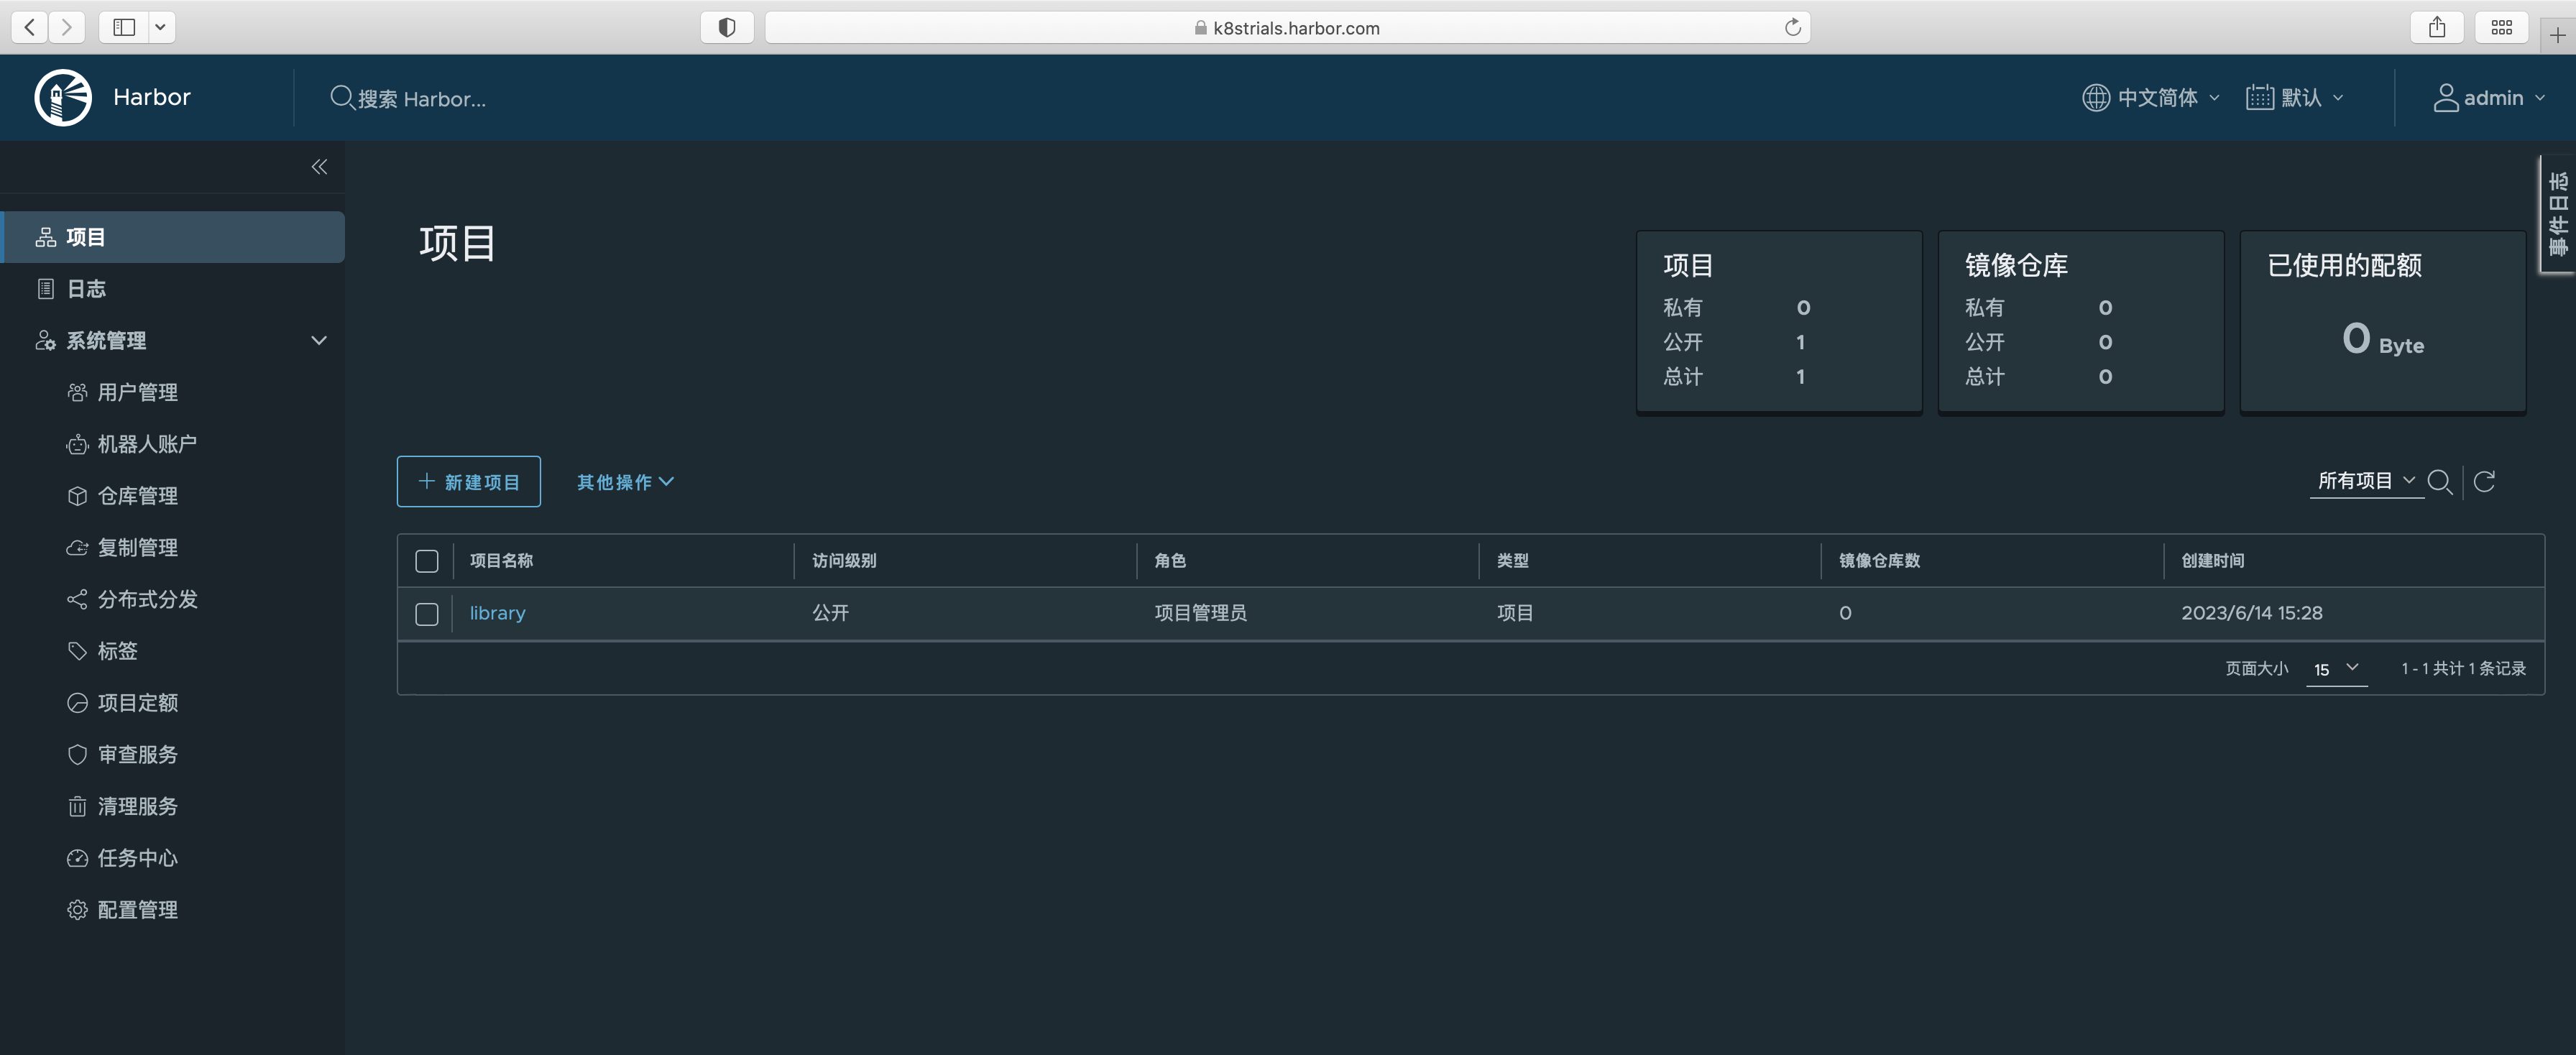 k8strials.harbor.com
Harbor
搜索 Harbor...
中文简体
默认
admin
事件日志
项目
日志
系统管理
用户管理
机器人账户
仓库管理
复制管理
分布式分发
标签
项目定额
审查服务
清理服务
任务中心
配置管理
项目
项目
私有 0
公开 1
总计 1
镜像仓库
私有 0
公开 0
总计 0
已使用的配额
0 Byte
新建项目
其他操作
所有项目
项目名称 访问级别 角色 类型 镜像仓库数 创建时间
library 公开 项目管理员 项目 0 2023/6/14 15:28
页面大小 15 1 - 1 共计 1 条记录